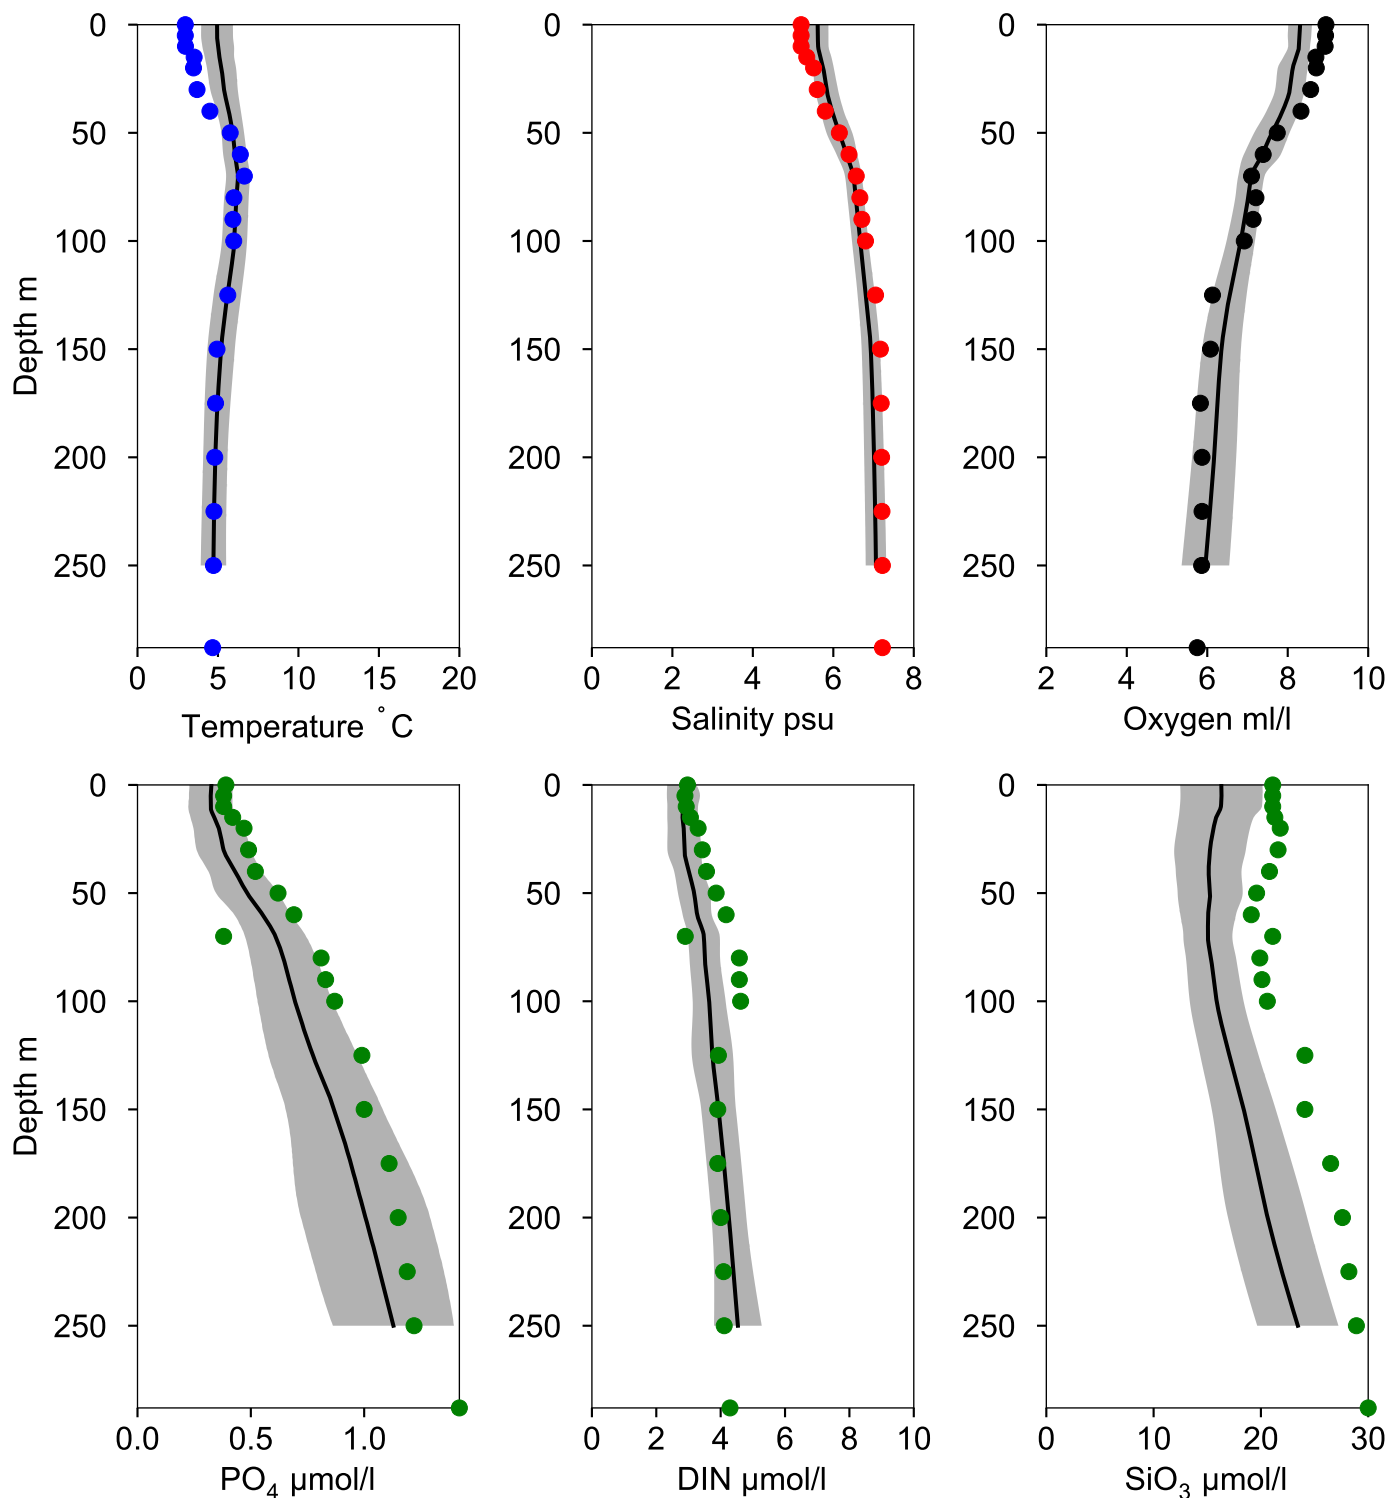 0
50
100
150
200
250
Depth m
0 5 10 15 20
Temperature ˚C
0
50
100
150
200
250
0 2 4 6 8
Salinity psu
0
50
100
150
200
250
2 4 6 8 10
Oxygen ml/l
0
50
100
150
200
250
Depth m
0.0 0.5 1.0
PO₄ µmol/l
0
50
100
150
200
250
0 2 4 6 8 10
DIN µmol/l
0
50
100
150
200
250
0 10 20 30
SiO₃ µmol/l